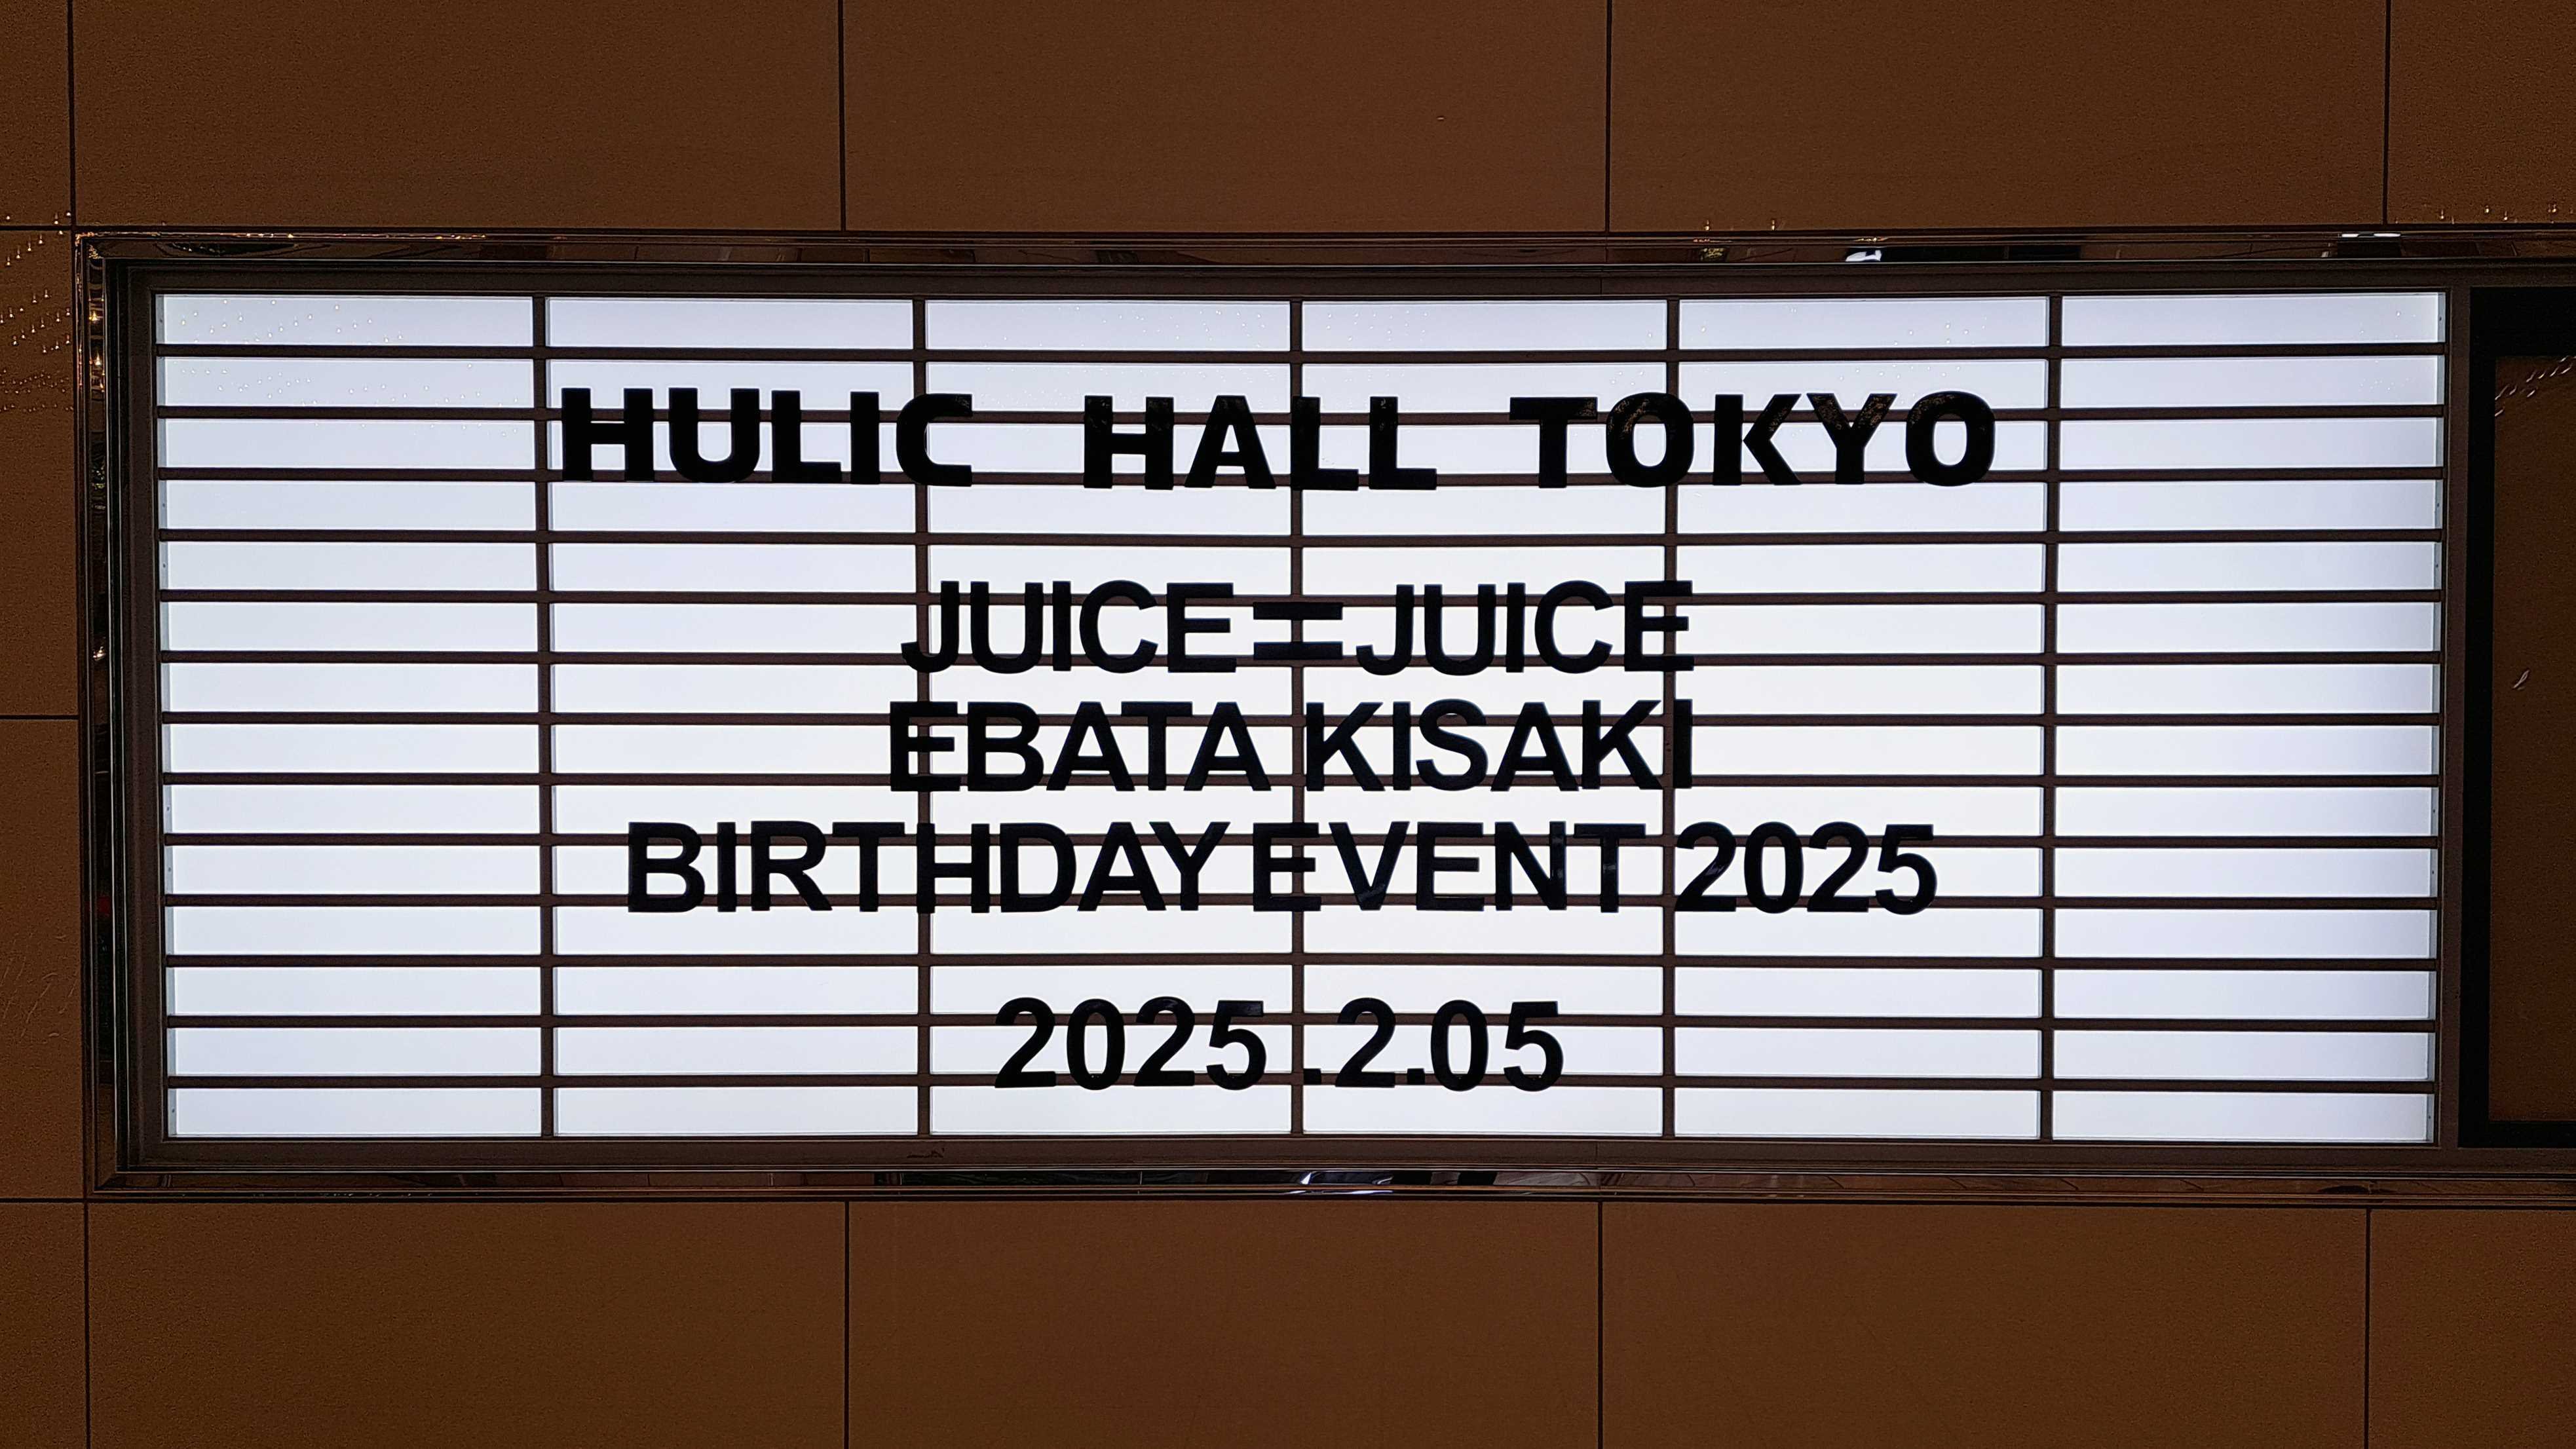 HULIC HALL TOKYO
JUICE=JUICE
EBATA KISAKI
BIRTHDAY EVENT 2025
2025.2.05